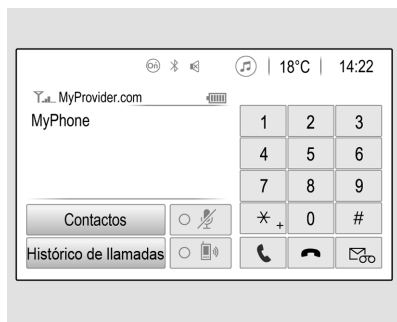 On 18°C 14:22
MyProvider.com
MyPhone
1 2 3
4 5 6
7 8 9
Contactos * + 0 #
Histórico de llamadas